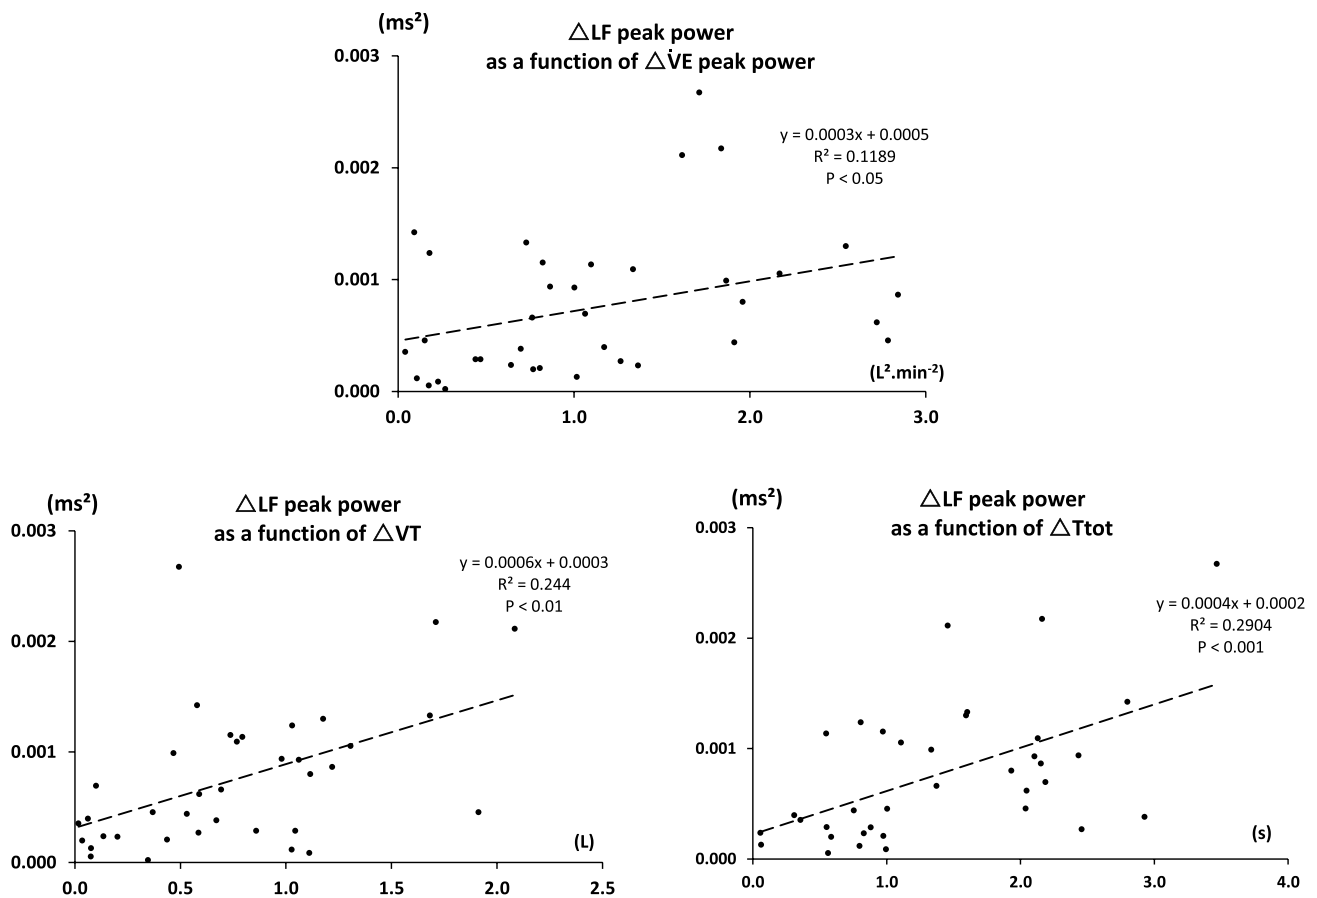 (ms²)
△LF peak power
as a function of △V̇E peak power
0.003
y = 0.0003x + 0.0005
R² = 0.1189
P < 0.05
0.002
0.001
(L².min⁻²)
0.000
0.0 1.0 2.0 3.0
(ms²)
△LF peak power
as a function of △VT
0.003
y = 0.0006x + 0.0003
R² = 0.244
P < 0.01
0.002
0.001
(L)
0.000
0.0 0.5 1.0 1.5 2.0 2.5
(ms²)
△LF peak power
as a function of △Ttot
0.003
y = 0.0004x + 0.0002
R² = 0.2904
P < 0.001
0.002
0.001
(s)
0.000
0.0 1.0 2.0 3.0 4.0